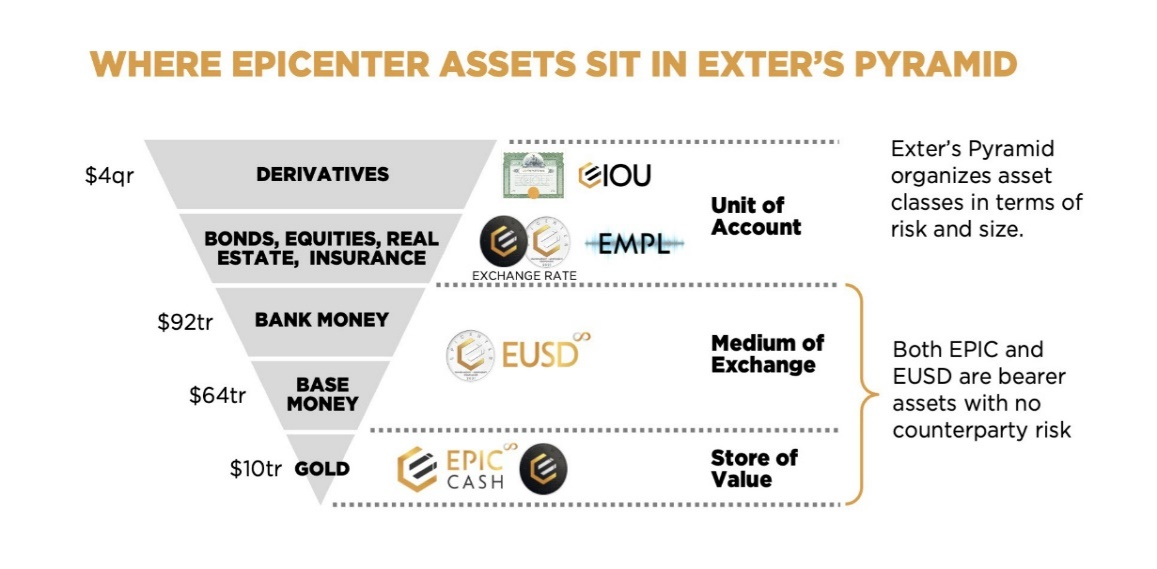 WHERE EPICENTER ASSETS SIT IN EXTER'S PYRAMID
$4qr
DERIVATIVES
EIOU
Unit of
Account
BONDS, EQUITIES, REAL
ESTATE, INSURANCE
EMPL
EXCHANGE RATE
Exter's Pyramid
organizes asset
classes in terms of
risk and size.
$92tr
BANK MONEY
EUSD
Medium of
Exchange
$64tr
BASE
MONEY
Both EPIC and
EUSD are bearer
assets with no
counterparty risk
$10tr
GOLD
EPIC
CASH
Store of
Value